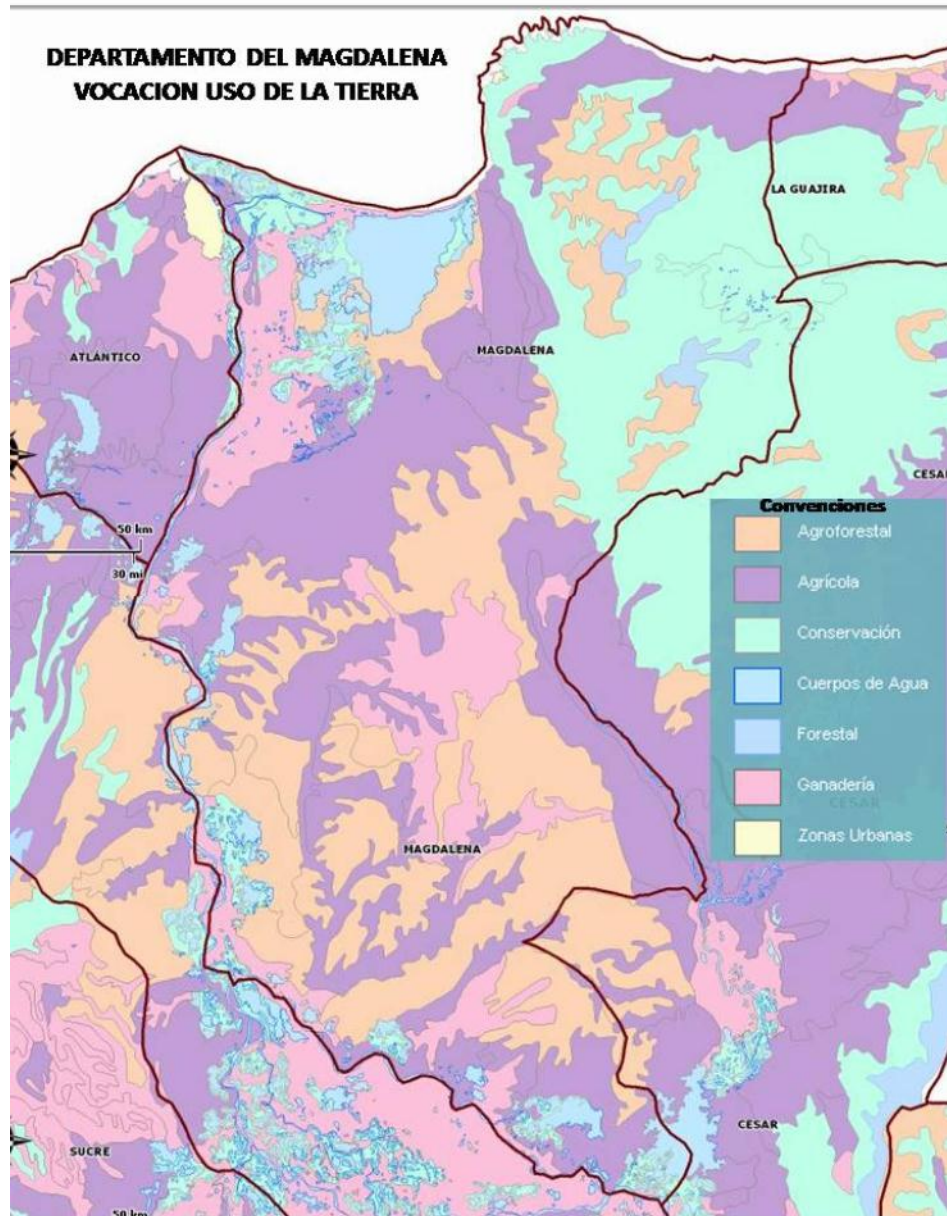 DEPARTAMENTO DEL MAGDALENA
VOCACION USO DE LA TIERRA
LA GUAJIRA
ATLÁNTICO
MAGDALENA
CESAR
50 km
30 mi
Convenciones
Agroforestal
Agrícola
Conservación
Cuerpos de Agua
Forestal
Ganadería
CESAR
Zonas Urbanas
MAGDALENA
CESAR
SUCRE
50 km